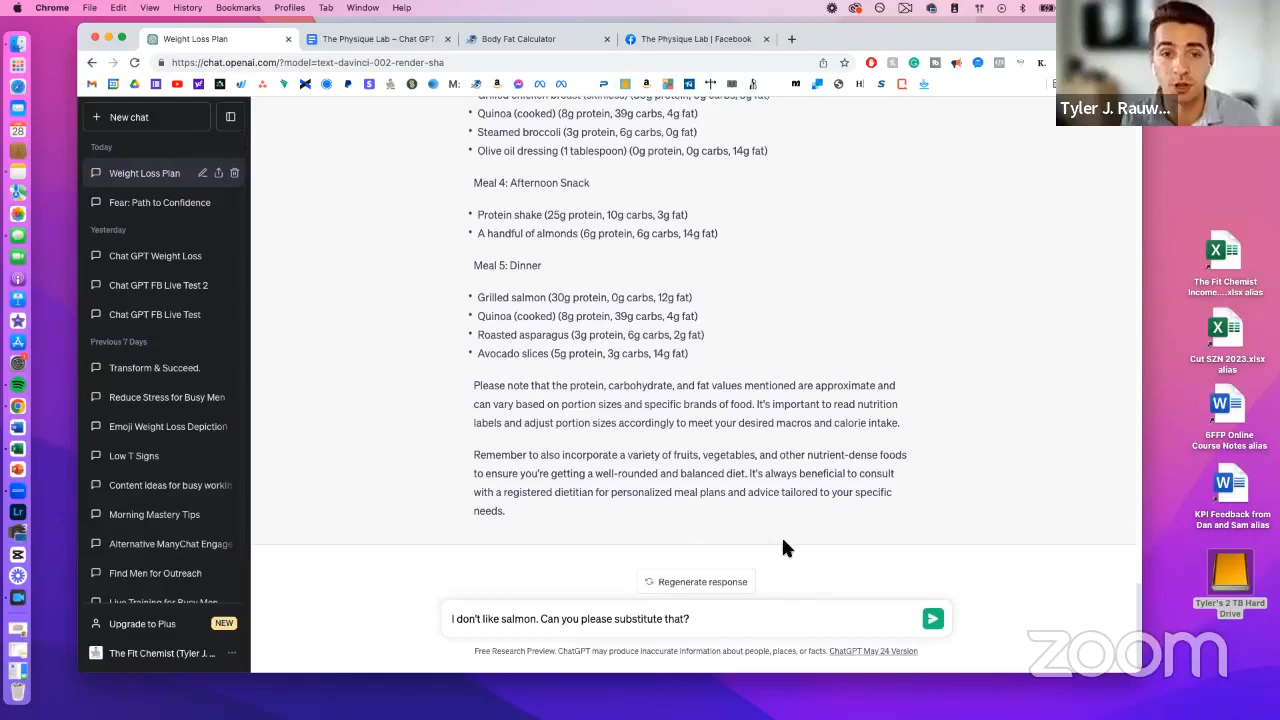 Chrome File Edit View History Bookmarks Profiles Tab Window Help
Weight Loss Plan
The Physique Lab – Chat GPT
Body Fat Calculator
The Physique Lab | Facebook
https://chat.openai.com/?model=text-davinci-002-render-sha
Tyler J. Rauw...
New chat
Today
Weight Loss Plan
Fear: Path to Confidence
Yesterday
Chat GPT Weight Loss
Chat GPT FB Live Test 2
Chat GPT FB Live Test
Previous 7 Days
Transform & Succeed.
Reduce Stress for Busy Men
Emoji Weight Loss Depiction
Low T Signs
Content ideas for busy workin
Morning Mastery Tips
Alternative ManyChat Engage
Find Men for Outreach
Live Training for Busy Men
Upgrade to Plus NEW
The Fit Chemist (Tyler J. ... ...
Grilled chicken breast
• Quinoa (cooked) (8g protein, 39g carbs, 4g fat)
• Steamed broccoli (3g protein, 6g carbs, 0g fat)
• Olive oil dressing (1 tablespoon) (0g protein, 0g carbs, 14g fat)
Meal 4: Afternoon Snack
• Protein shake (25g protein, 10g carbs, 3g fat)
• A handful of almonds (6g protein, 6g carbs, 14g fat)
Meal 5: Dinner
• Grilled salmon (30g protein, 0g carbs, 12g fat)
• Quinoa (cooked) (8g protein, 39g carbs, 4g fat)
• Roasted asparagus (3g protein, 6g carbs, 2g fat)
• Avocado slices (5g protein, 3g carbs, 14g fat)
Please note that the protein, carbohydrate, and fat values mentioned are approximate and
can vary based on portion sizes and specific brands of food. It's important to read nutrition
labels and adjust portion sizes accordingly to meet your desired macros and calorie intake.
Remember to also incorporate a variety of fruits, vegetables, and other nutrient-dense foods
to ensure you're getting a well-rounded and balanced diet. It's always beneficial to consult
with a registered dietitian for personalized meal plans and advice tailored to your specific
needs.
Regenerate response
I don't like salmon. Can you please substitute that?
Free Research Preview. ChatGPT may produce inaccurate information about people, places, or facts. ChatGPT May 24 Version
The Fit Chemist
Income....xlsx alias
Cut SZN 2023.xlsx
alias
6FFP Online
Course Notes alias
KPI Feedback from
Dan and Sam alias
Tyler's 2 TB Hard
Drive
zoom